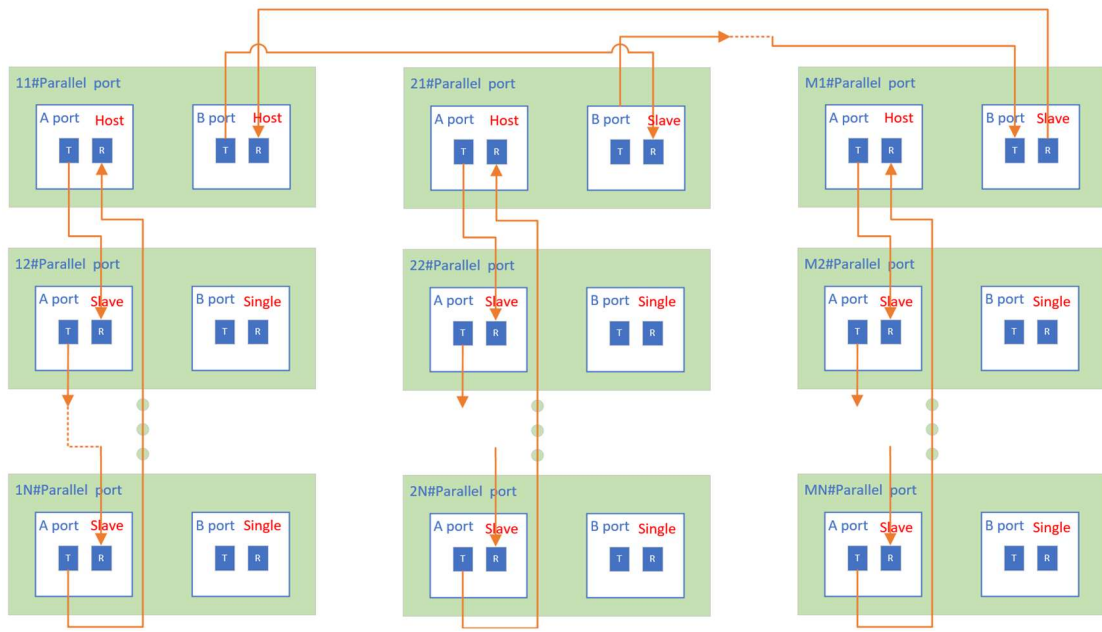 11#Parallel port
A port Host
T R
B port Host
T R
21#Parallel port
A port Host
T R
B port Slave
T R
M1#Parallel port
A port Host
T R
B port Slave
T R
12#Parallel port
A port Slave
T R
B port Single
T R
22#Parallel port
A port Slave
T R
B port Single
T R
M2#Parallel port
A port Slave
T R
B port Single
T R
1N#Parallel port
A port Slave
T R
B port Single
T R
2N#Parallel port
A port Slave
T R
B port Single
T R
MN#Parallel port
A port Slave
T R
B port Single
T R